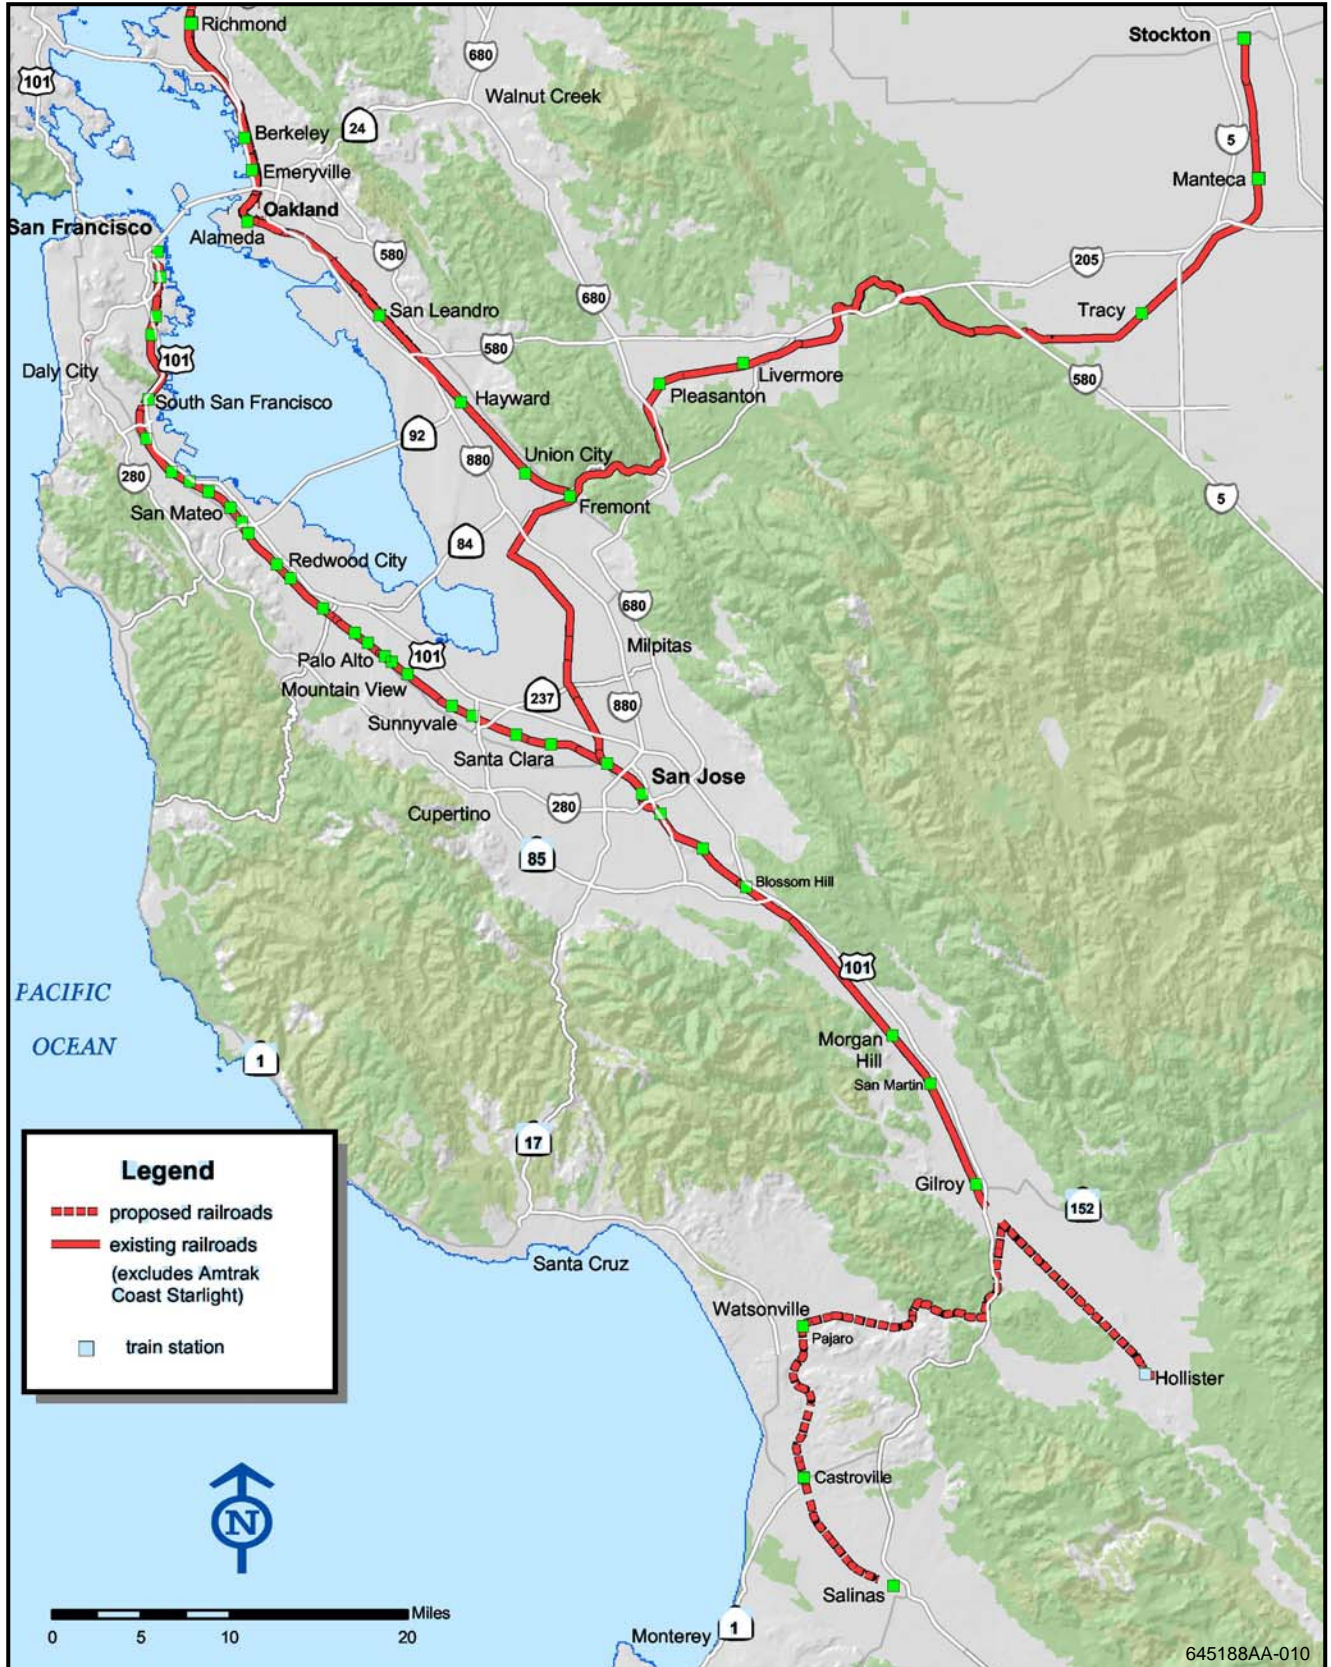 Richmond
Stockton
680
101
Walnut Creek
24
Berkeley
5
Emeryville
Manteca
Oakland
San Francisco
Alameda
580
205
680
San Leandro
Tracy
580
101
Daly City
Livermore
580
Pleasanton
South San Francisco
Hayward
92
Union City
880
280
5
Fremont
San Mateo
84
Redwood City
680
Milpitas
Palo Alto
101
Mountain View
237
880
Sunnyvale
Santa Clara
San Jose
280
Cupertino
85
Blossom Hill
101
PACIFIC
OCEAN
Morgan
Hill
1
San Martin
17
Gilroy
152
Legend
proposed railroads
existing railroads
(excludes Amtrak
Coast Starlight)
train station
Santa Cruz
Watsonville
Pajaro
Hollister
Castroville
N
Salinas
Miles
0 5 10 20
Monterey
1
645188AA-010